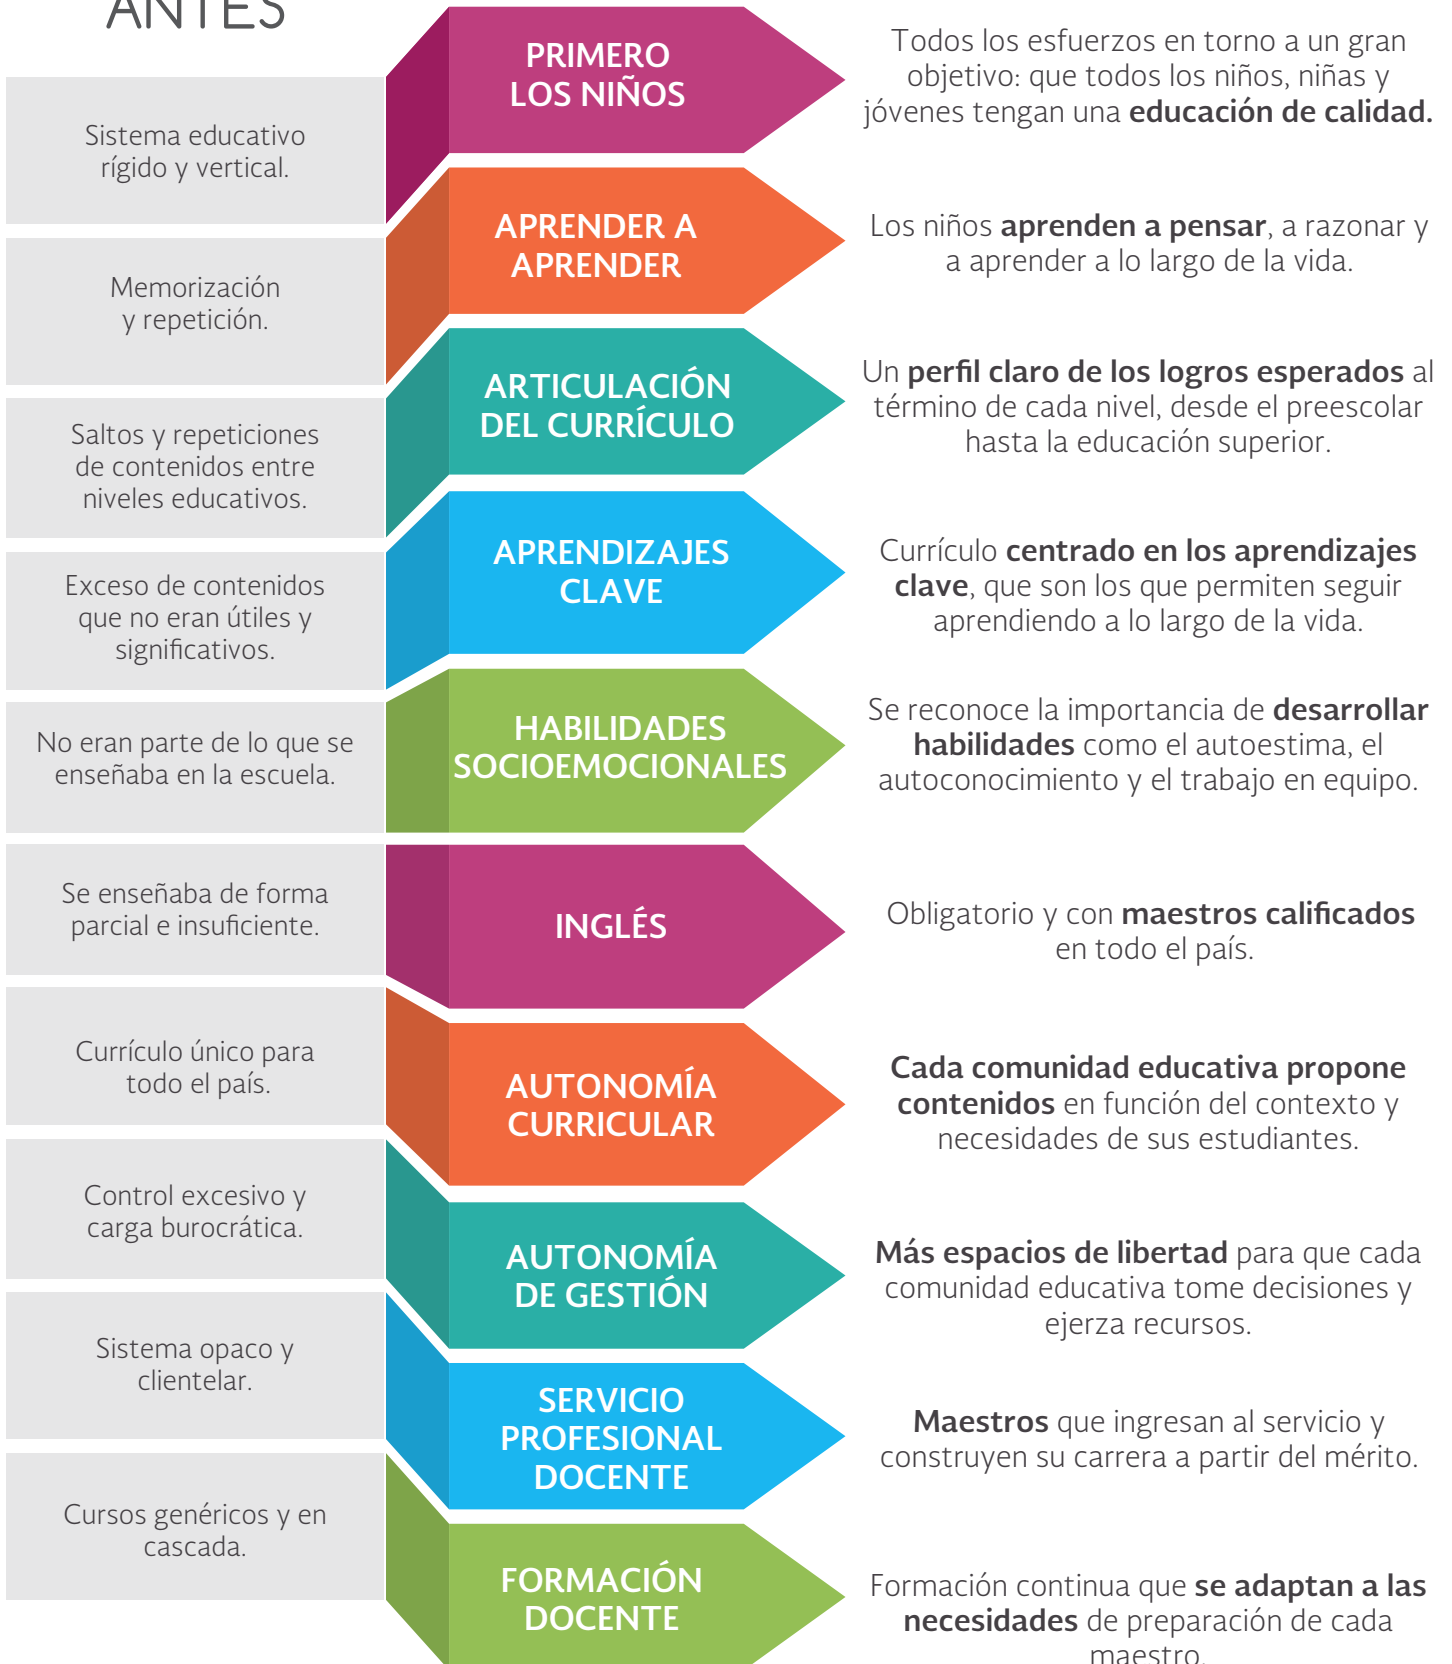 ANTES
PRIMERO
LOS NIÑOS
Todos los esfuerzos en torno a un gran
objetivo: que todos los niños, niñas y
jóvenes tengan una educación de calidad.
Sistema educativo
rígido y vertical.
APRENDER A
APRENDER
Los niños aprenden a pensar, a razonar y
a aprender a lo largo de la vida.
Memorización
y repetición.
ARTICULACIÓN
DEL CURRÍCULO
Un perfil claro de los logros esperados al
término de cada nivel, desde el preescolar
hasta la educación superior.
Saltos y repeticiones
de contenidos entre
niveles educativos.
APRENDIZAJES
CLAVE
Currículo centrado en los aprendizajes
clave, que son los que permiten seguir
aprendiendo a lo largo de la vida.
Exceso de contenidos
que no eran útiles y
significativos.
HABILIDADES
SOCIOEMOCIONALES
Se reconoce la importancia de desarrollar
habilidades como el autoestima, el
autoconocimiento y el trabajo en equipo.
No eran parte de lo que se
enseñaba en la escuela.
INGLÉS
Obligatorio y con maestros calificados
en todo el país.
Se enseñaba de forma
parcial e insuficiente.
AUTONOMÍA
CURRICULAR
Cada comunidad educativa propone
contenidos en función del contexto y
necesidades de sus estudiantes.
Currículo único para
todo el país.
AUTONOMÍA
DE GESTIÓN
Más espacios de libertad para que cada
comunidad educativa tome decisiones y
ejerza recursos.
Control excesivo y
carga burocrática.
SERVICIO
PROFESIONAL
DOCENTE
Maestros que ingresan al servicio y
construyen su carrera a partir del mérito.
Sistema opaco y
clientelar.
FORMACIÓN
DOCENTE
Formación continua que se adaptan a las
necesidades de preparación de cada
maestro.
Cursos genéricos y en
cascada.